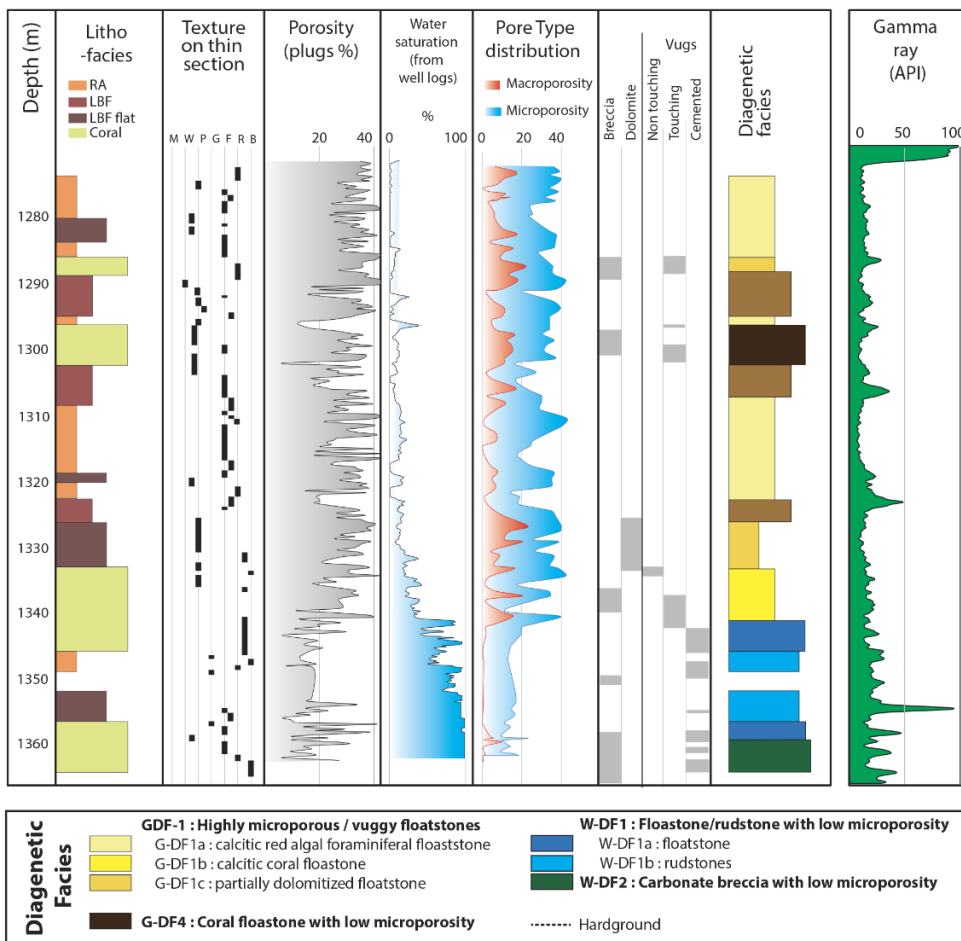 Depth (m)
Litho
-facies
RA
LBF
LBF flat
Coral
Texture
on thin
section
M W P G F R B
Porosity
(plugs %)
20 40
Water
saturation
(from
well logs)
%
0 100
Pore Type
distribution
Macroporosity
Microporosity
0 20 40
Vugs
Breccia
Dolomite
Non touching
Touching
Cemented
Diagenetic
facies
Gamma
ray
(API)
0 50 100
1280
1290
1300
1310
1320
1330
1340
1350
1360
Diagenetic
Facies
GDF-1 : Highly microporous / vuggy floatstones
G-DF1a : calcitic red algal foraminiferal floatstone
G-DF1b : calcitic coral floastone
G-DF1c : partially dolomitized floatstone
G-DF4 : Coral floastone with low microporosity
W-DF1 : Floastone/rudstone with low microporosity
W-DF1a : floatstone
W-DF1b : rudstones
W-DF2 : Carbonate breccia with low microporosity
Hardground